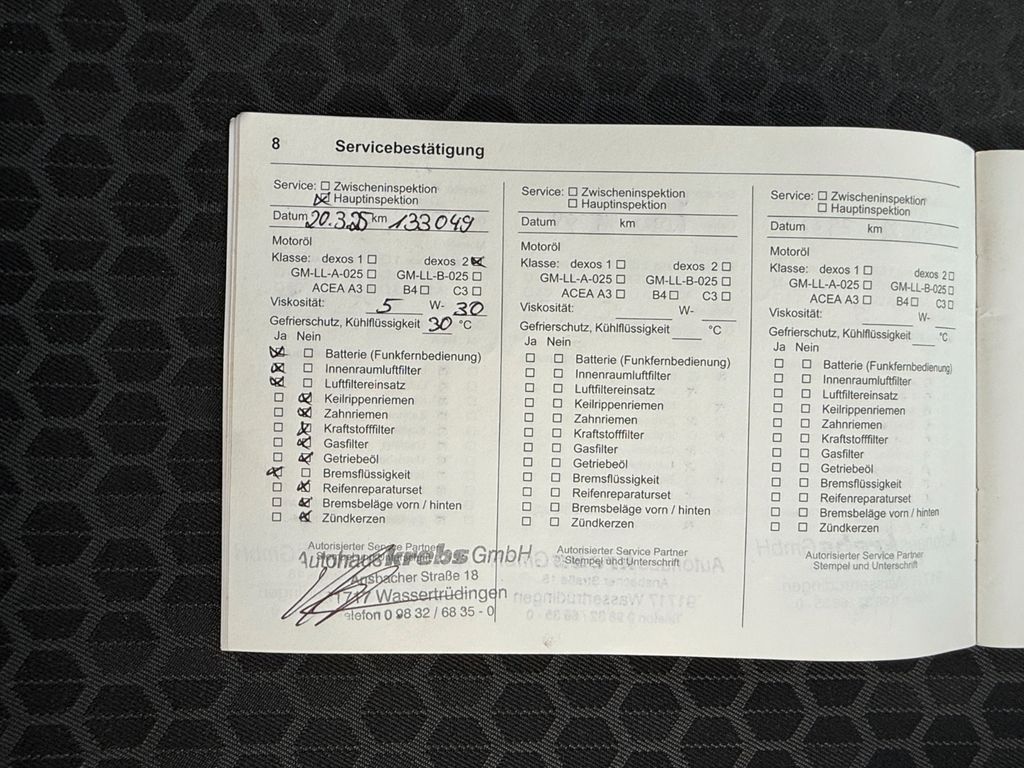 8 Servicebestätigung
Service: ☐ Zwischeninspektion
☒ Hauptinspektion
Datum 20.3.25 km 133049
Motoröl
Klasse: dexos 1 ☐ dexos 2 ☒
GM-LL-A-025 ☐ GM-LL-B-025 ☐
ACEA A3 ☐ B4 ☐ C3 ☐
Viskosität: 5 W- 30
Gefrierschutz, Kühlflüssigkeit 30 °C
Ja Nein
☒ ☐ Batterie (Funkfernbedienung)
☒ ☐ Innenraumluftfilter
☒ ☐ Luftfiltereinsatz
☐ ☒ Keilrippenriemen
☐ ☒ Zahnriemen
☐ ☒ Kraftstofffilter
☐ ☒ Gasfilter
☐ ☒ Getriebeöl
☒ ☐ Bremsflüssigkeit
☐ ☒ Reifenreparaturset
☐ ☒ Bremsbeläge vorn / hinten
☐ ☒ Zündkerzen
Autorisierter Service Partner
Autohaus krebs GmbH
Ansbacher Straße 18
91717 Wassertrüdingen
Telefon 0 98 32 / 68 35 - 0
Service: ☐ Zwischeninspektion
☐ Hauptinspektion
Datum km
Motoröl
Klasse: dexos 1 ☐ dexos 2 ☐
GM-LL-A-025 ☐ GM-LL-B-025 ☐
ACEA A3 ☐ B4 ☐ C3 ☐
Viskosität: W-
Gefrierschutz, Kühlflüssigkeit °C
Ja Nein
☐ ☐ Batterie (Funkfernbedienung)
☐ ☐ Innenraumluftfilter
☐ ☐ Luftfiltereinsatz
☐ ☐ Keilrippenriemen
☐ ☐ Zahnriemen
☐ ☐ Kraftstofffilter
☐ ☐ Gasfilter
☐ ☐ Getriebeöl
☐ ☐ Bremsflüssigkeit
☐ ☐ Reifenreparaturset
☐ ☐ Bremsbeläge vorn / hinten
☐ ☐ Zündkerzen
Autorisierter Service Partner
Stempel und Unterschrift
Service: ☐ Zwischeninspektion
☐ Hauptinspektion
Datum km
Motoröl
Klasse: dexos 1 ☐ dexos 2 ☐
GM-LL-A-025 ☐ GM-LL-B-025 ☐
ACEA A3 ☐ B4 ☐ C3 ☐
Viskosität: W-
Gefrierschutz, Kühlflüssigkeit °C
Ja Nein
☐ ☐ Batterie (Funkfernbedienung)
☐ ☐ Innenraumluftfilter
☐ ☐ Luftfiltereinsatz
☐ ☐ Keilrippenriemen
☐ ☐ Zahnriemen
☐ ☐ Kraftstofffilter
☐ ☐ Gasfilter
☐ ☐ Getriebeöl
☐ ☐ Bremsflüssigkeit
☐ ☐ Reifenreparaturset
☐ ☐ Bremsbeläge vorn / hinten
☐ ☐ Zündkerzen
Autorisierter Service Partner
Stempel und Unterschrift